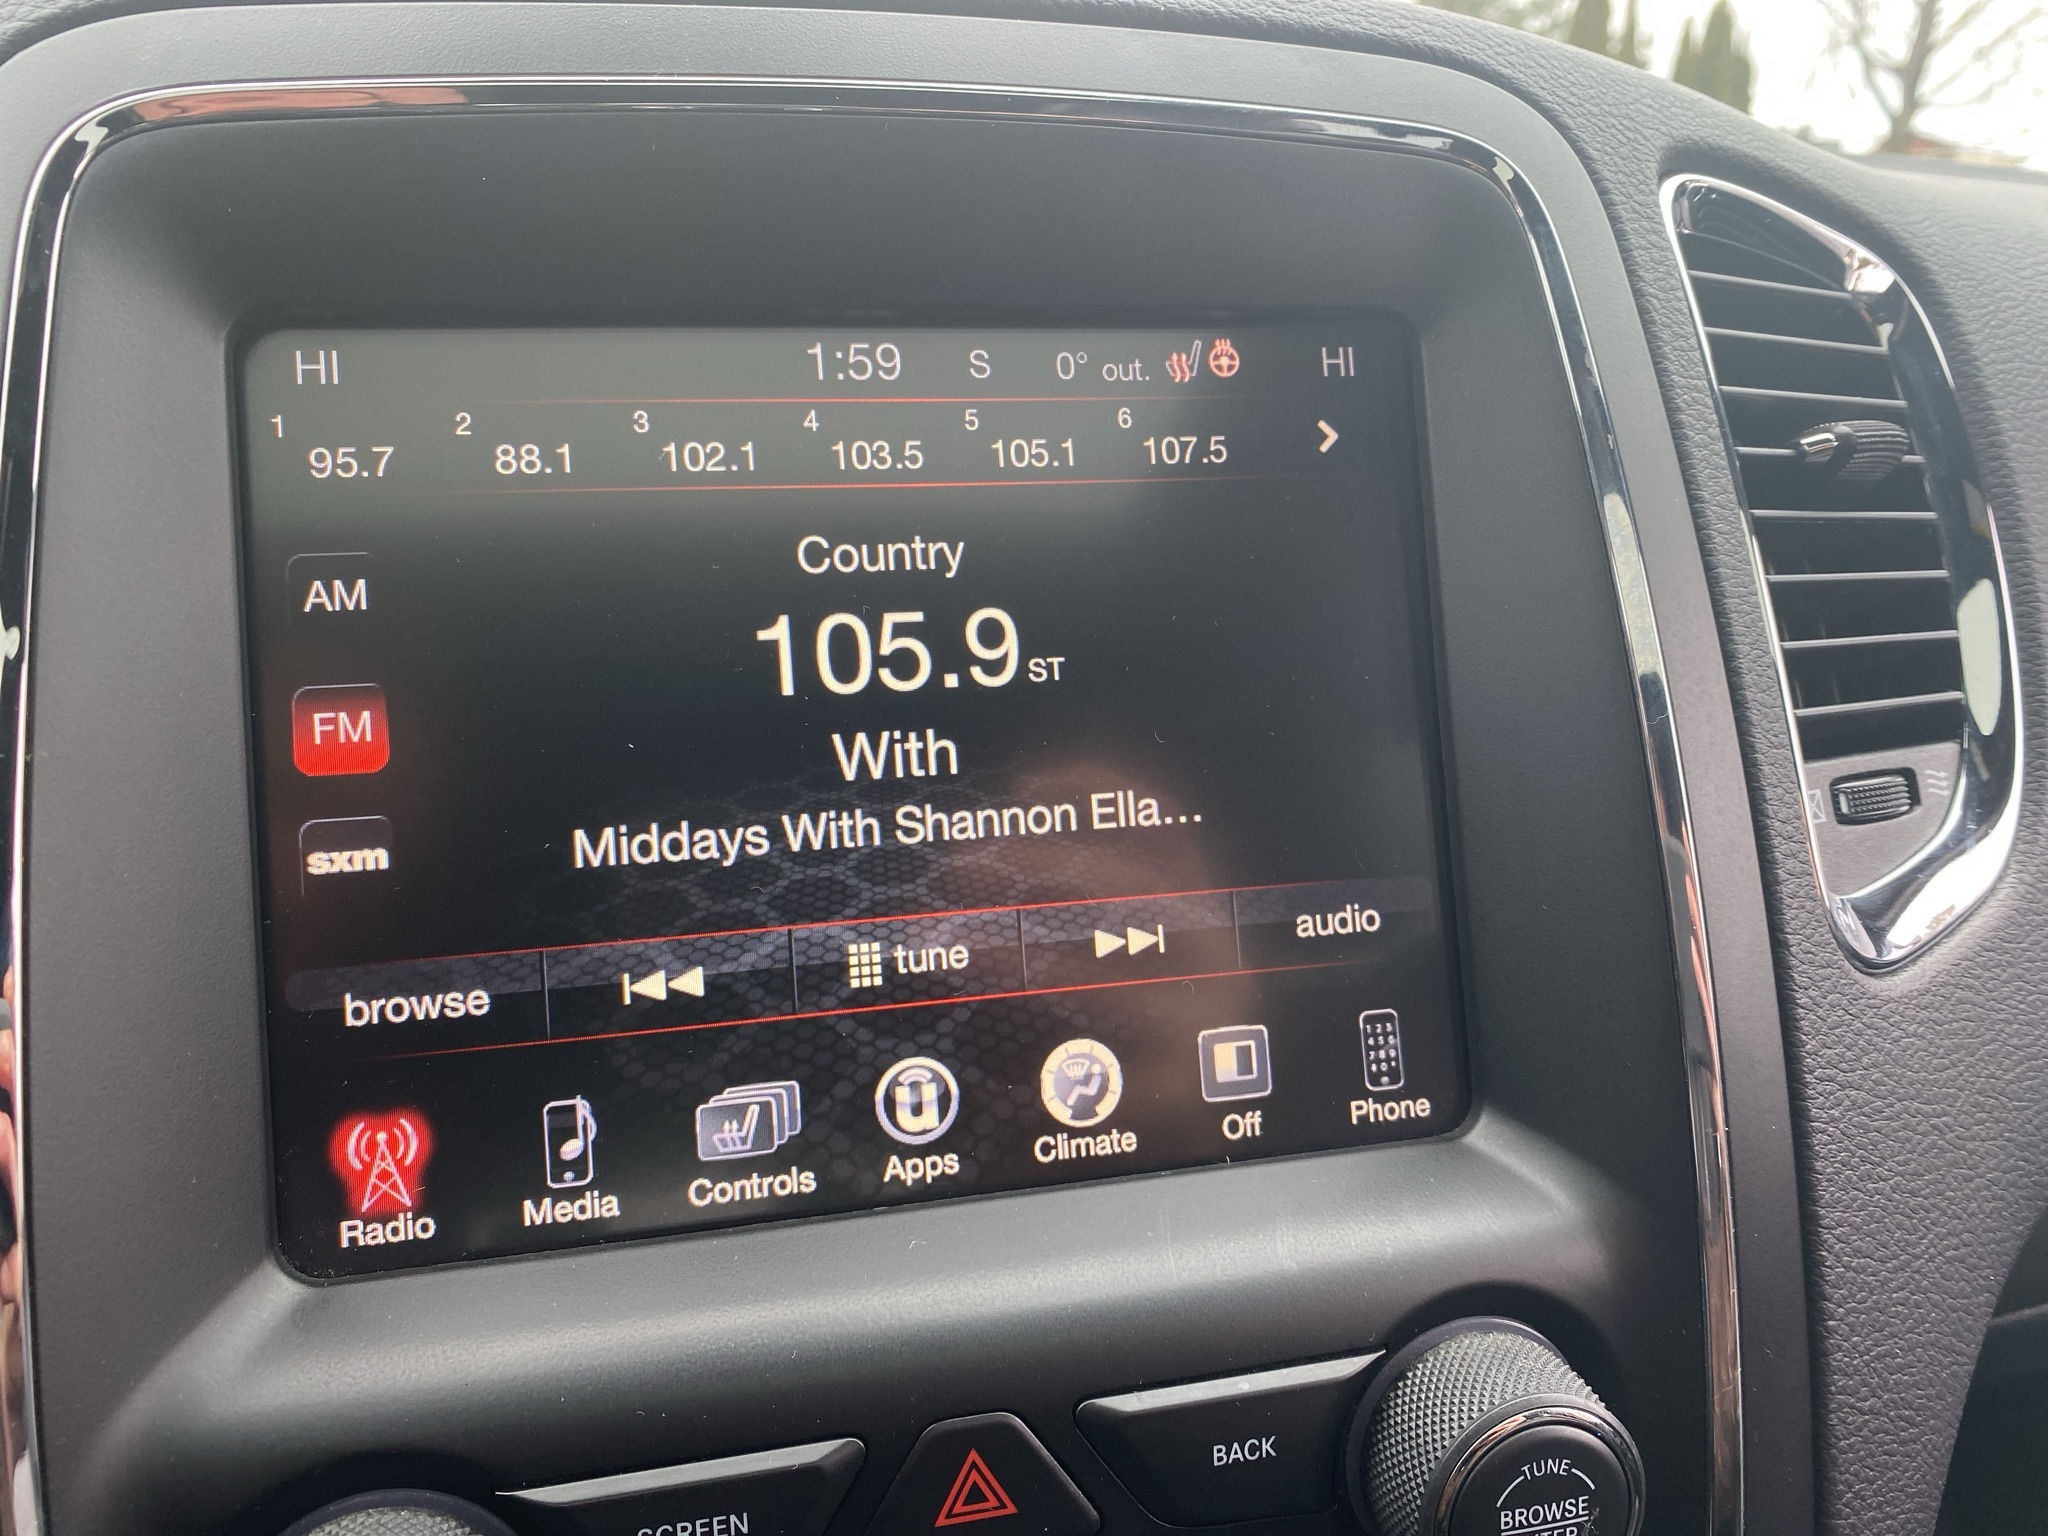 HI 1:59 S 0° out. HI
1 95.7 2 88.1 3 102.1 4 103.5 5 105.1 6 107.5
Country
AM
105.9 ST
FM
With
Middays With Shannon Ella...
sxm
browse tune audio
Radio Media Controls Apps Climate Off Phone
BACK
TUNE
BROWSE
SCREEN